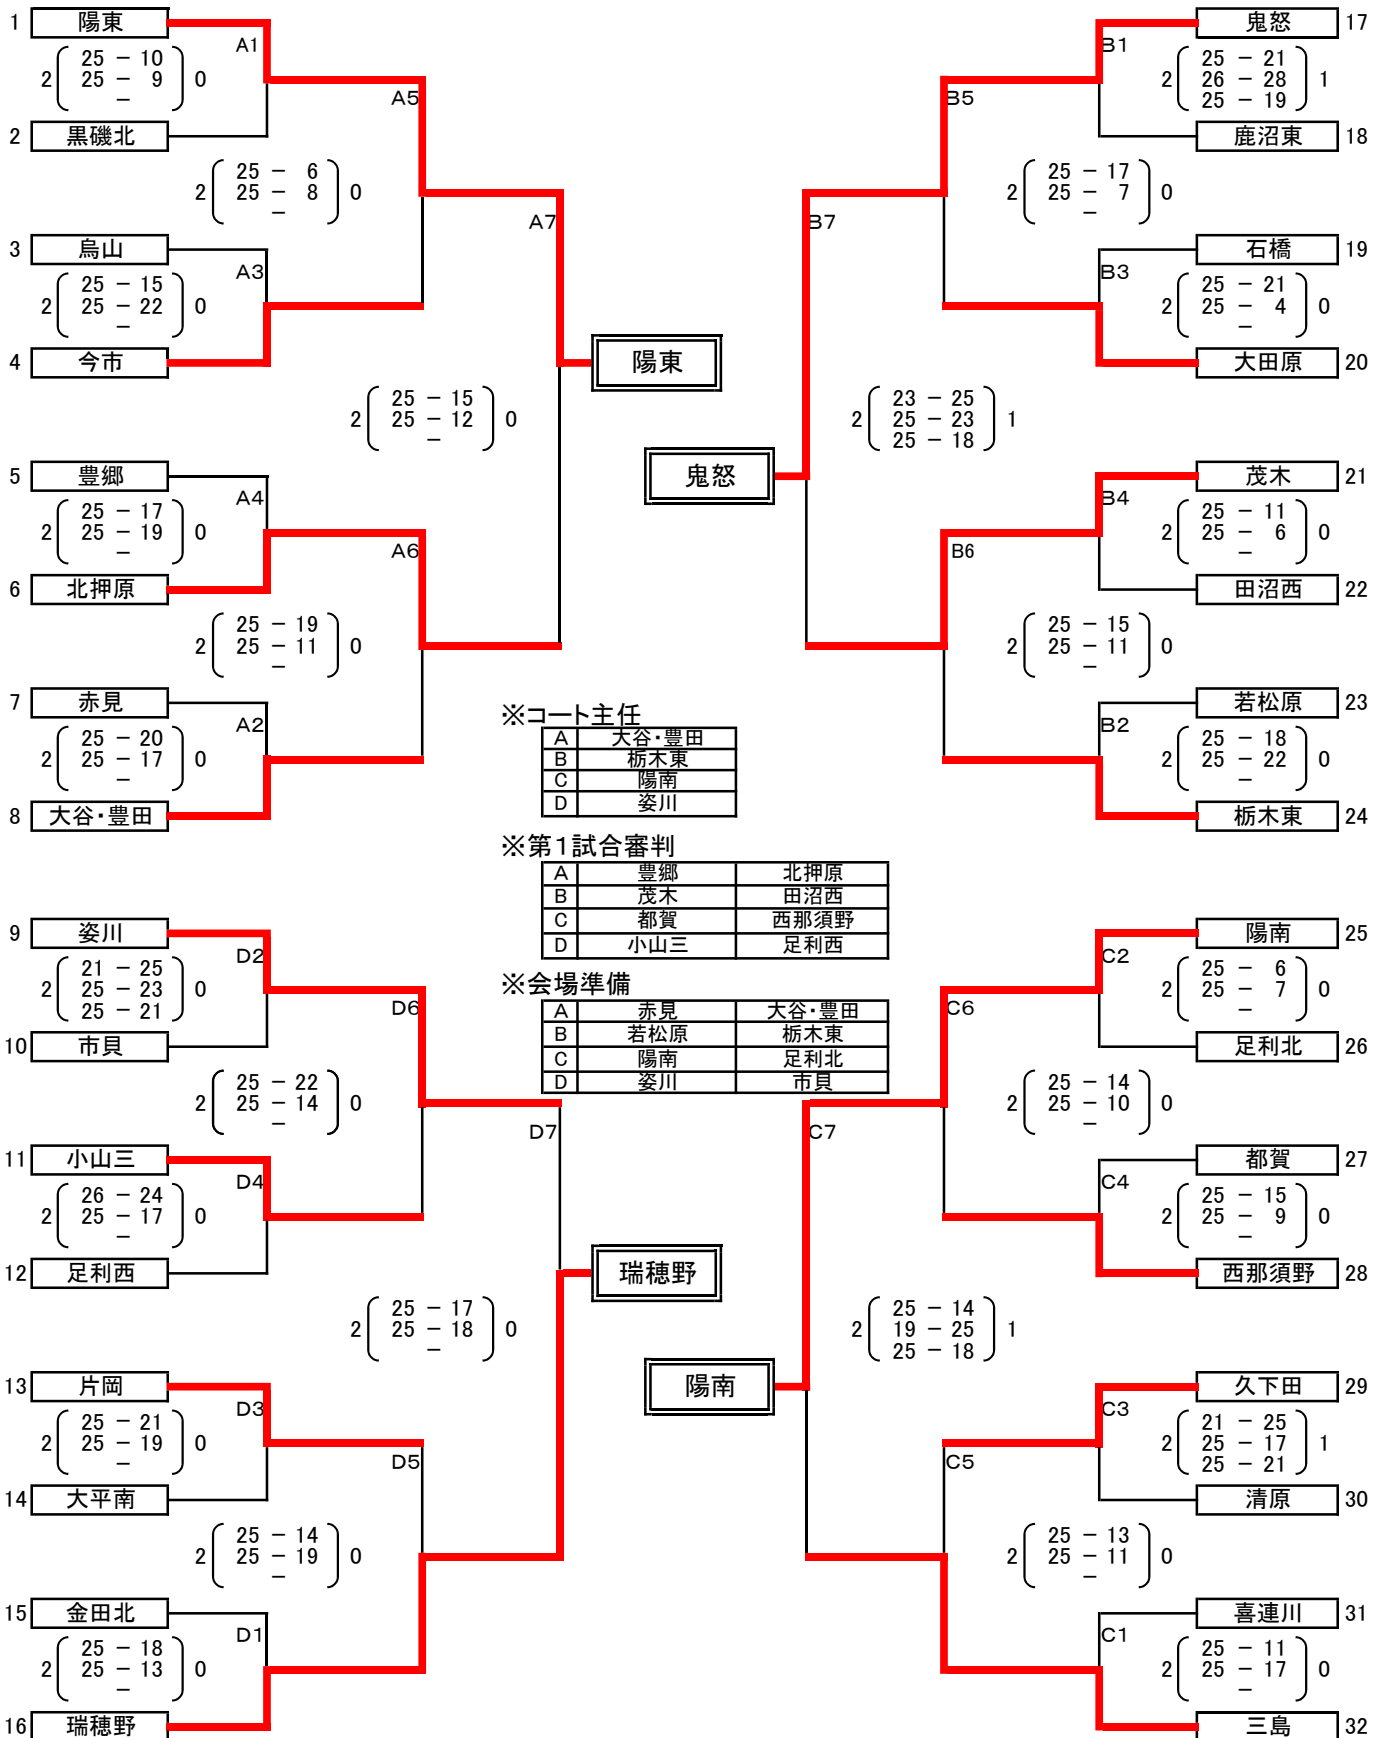 1 陽東
A1
2 25 － 10 0
25 － 9
－
2 黒磯北
A5
2 25 － 6 0
25 － 8
－
3 烏山
A3
2 25 － 15 0
25 － 22
－
4 今市
A7
陽東
2 25 － 15 0
25 － 12
－
5 豊郷
A4
2 25 － 17 0
25 － 19
－
6 北押原
A6
2 25 － 19 0
25 － 11
－
7 赤見
A2
2 25 － 20 0
25 － 17
－
8 大谷・豊田
鬼怒 17
B1
2 25 － 21 1
26 － 28
25 － 19
鹿沼東 18
B5
2 25 － 17 0
25 － 7
－
石橋 19
B3
2 25 － 21 0
25 － 4
－
大田原 20
B7
鬼怒
2 23 － 25 1
25 － 23
25 － 18
茂木 21
B4
2 25 － 11 0
25 － 6
－
田沼西 22
B6
2 25 － 15 0
25 － 11
－
若松原 23
B2
2 25 － 18 0
25 － 22
－
栃木東 24
※コート主任
A 大谷・豊田
B 栃木東
C 陽南
D 姿川
※第1試合審判
A 豊郷 北押原
B 茂木 田沼西
C 都賀 西那須野
D 小山三 足利西
※会場準備
A 赤見 大谷・豊田
B 若松原 栃木東
C 陽南 足利北
D 姿川 市貝
9 姿川
D2
2 21 － 25 0
25 － 23
25 － 21
10 市貝
D6
2 25 － 22 0
25 － 14
－
11 小山三
D4
2 26 － 24 0
25 － 17
－
12 足利西
D7
瑞穂野
2 25 － 17 0
25 － 18
－
13 片岡
D3
2 25 － 21 0
25 － 19
－
14 大平南
D5
2 25 － 14 0
25 － 19
－
15 金田北
D1
2 25 － 18 0
25 － 13
－
16 瑞穂野
陽南 25
C2
2 25 － 6 0
25 － 7
－
足利北 26
C6
2 25 － 14 0
25 － 10
－
都賀 27
C4
2 25 － 15 0
25 － 9
－
西那須野 28
C7
陽南
2 25 － 14 1
19 － 25
25 － 18
久下田 29
C3
2 21 － 25 1
25 － 17
25 － 21
清原 30
C5
2 25 － 13 0
25 － 11
－
喜連川 31
C1
2 25 － 11 0
25 － 17
－
三島 32